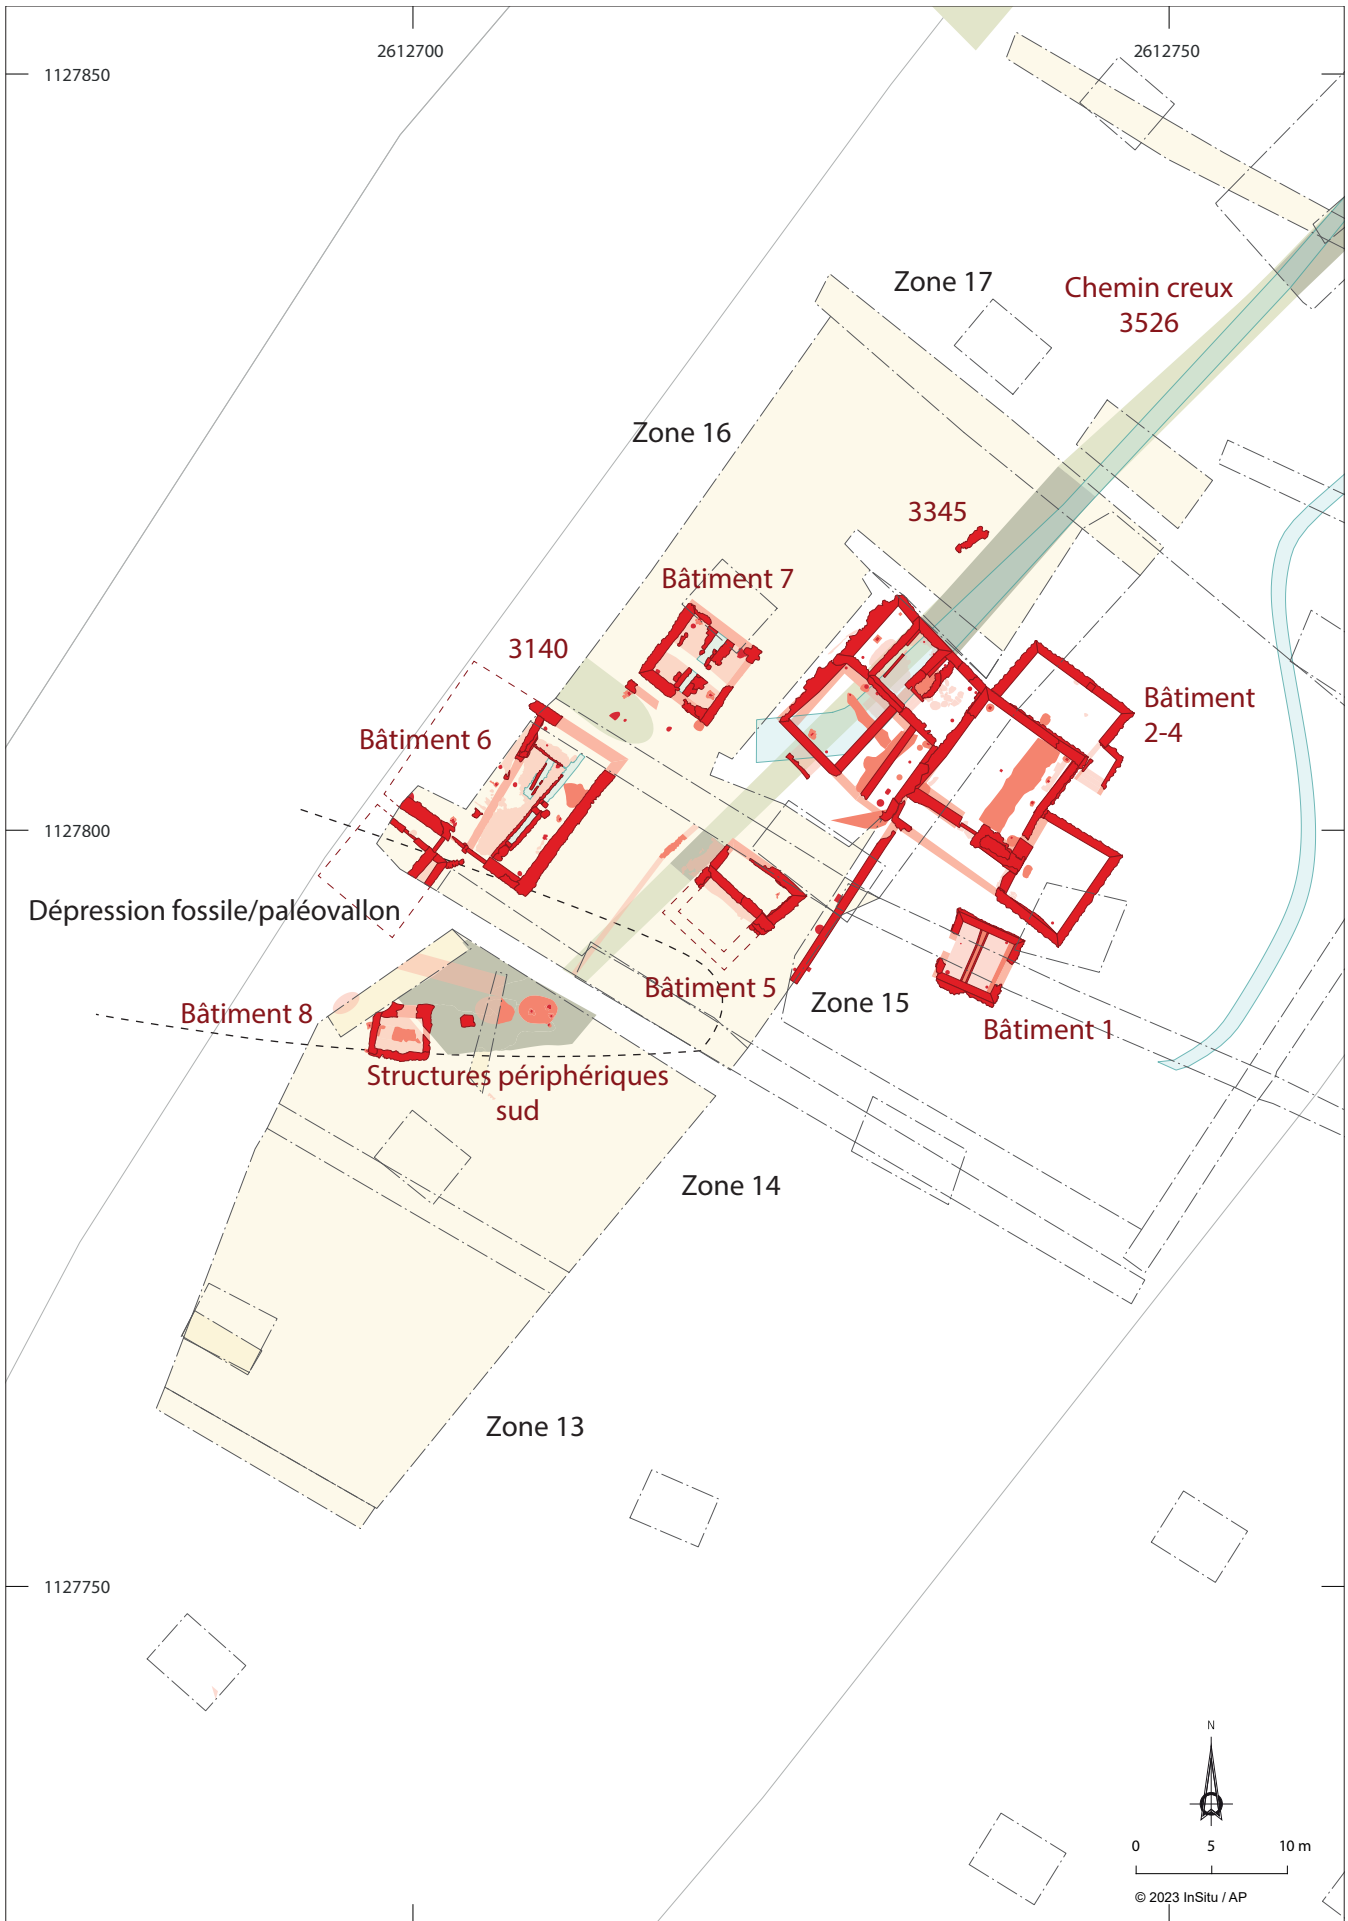 2612700
2612750
1127850
Zone 17
Chemin creux
3526
Zone 16
3345
Bâtiment 7
3140
Bâtiment
2-4
Bâtiment 6
1127800
Dépression fossile/paléovallon
Bâtiment 5
Zone 15
Bâtiment 8
Bâtiment 1
Structures périphériques
sud
Zone 14
Zone 13
1127750
N
0 5 10 m
© 2023 InSitu / AP